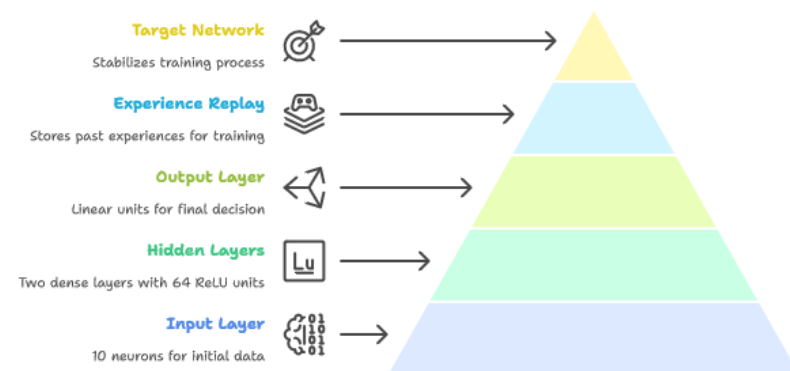 Target Network
Stabilizes training process
Experience Replay
Stores past experiences for training
Output Layer
Linear units for final decision
Hidden Layers
Lu
Two dense layers with 64 ReLU units
Input Layer
10 neurons for initial data